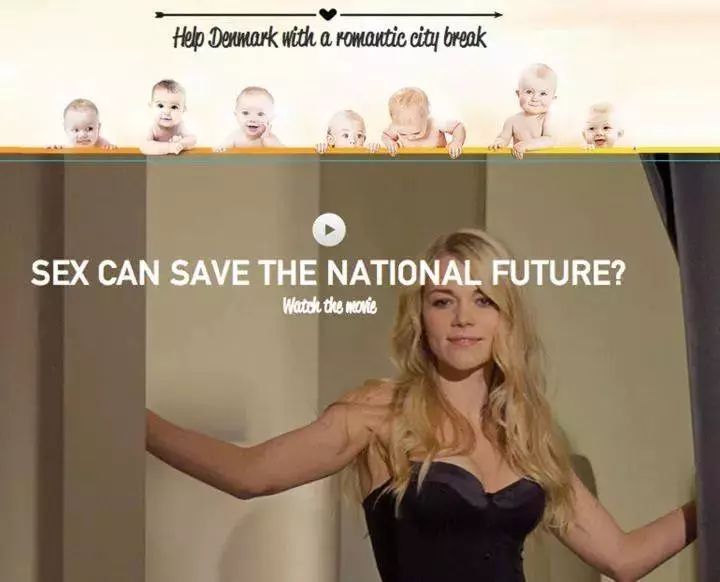 Help Denmark with a romantic city break
SEX CAN SAVE THE NATIONAL FUTURE?
Watch the movie